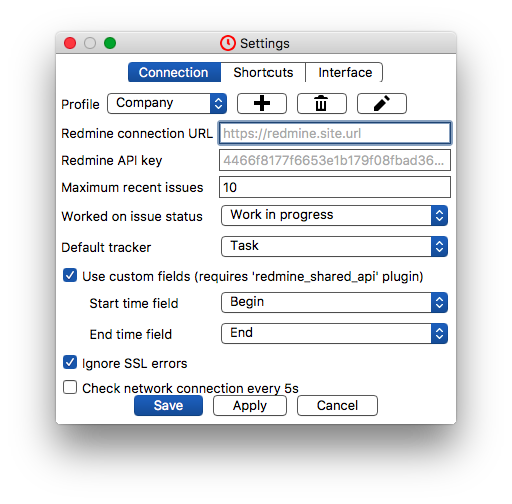 Settings
Connection Shortcuts Interface
Profile Company
Redmine connection URL https://redmine.site.url
Redmine API key 4466f8177f6653e1b179f08fbad36...
Maximum recent issues 10
Worked on issue status Work in progress
Default tracker Task
Use custom fields (requires 'redmine_shared_api' plugin)
Start time field Begin
End time field End
Ignore SSL errors
Check network connection every 5s
Save Apply Cancel